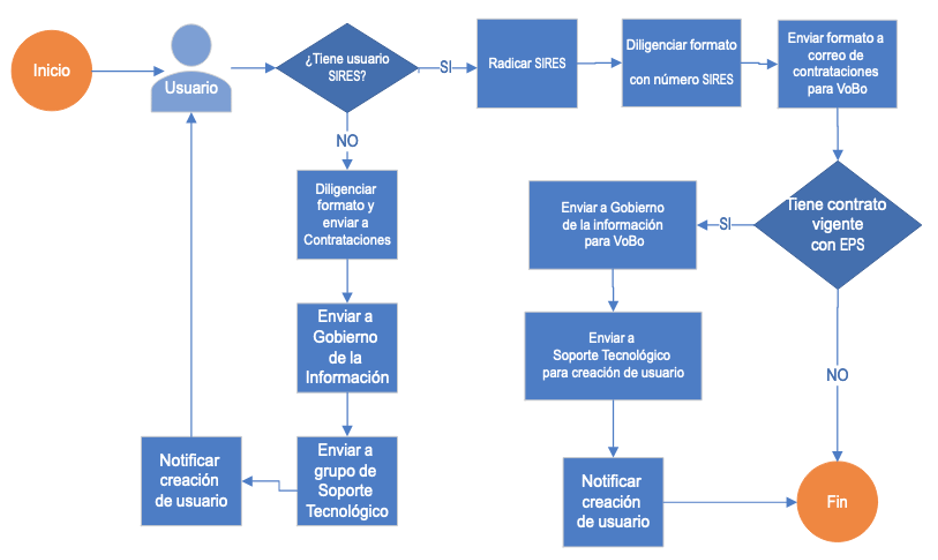 Inicio
Usuario
¿Tiene usuario
SIRES?
SI
Radicar SIRES
Diligenciar formato
con número SIRES
Enviar formato a
correo de
contrataciones
para VoBo
NO
Diligenciar
formato y
enviar a
Contrataciones
Enviar a
Gobierno
de la
Información
Enviar a
grupo de
Soporte
Tecnológico
Notificar
creación
de usuario
Tiene contrato
vigente
con EPS
SI
Enviar a Gobierno
de la información
para VoBo
Enviar a
Soporte Tecnológico
para creación de usuario
Notificar
creación
de usuario
NO
Fin